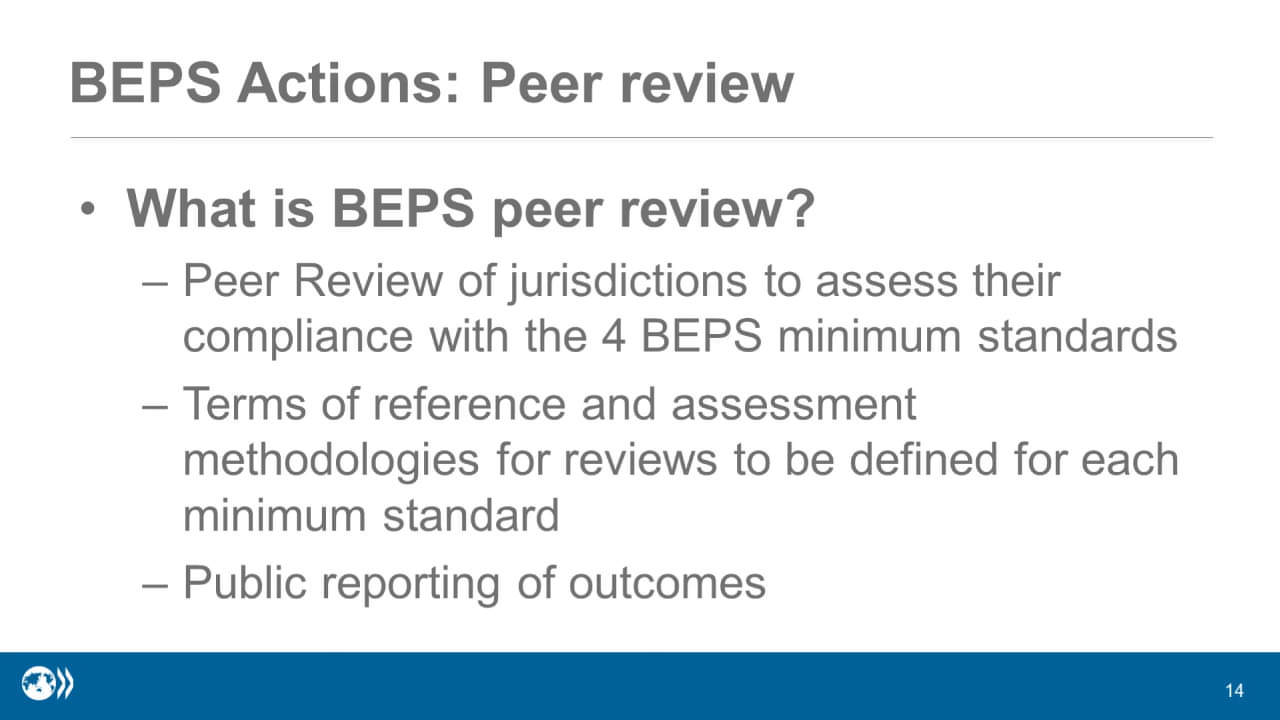 BEPS Actions: Peer review
• What is BEPS peer review?
– Peer Review of jurisdictions to assess their
compliance with the 4 BEPS minimum standards
– Terms of reference and assessment
methodologies for reviews to be defined for each
minimum standard
– Public reporting of outcomes
14